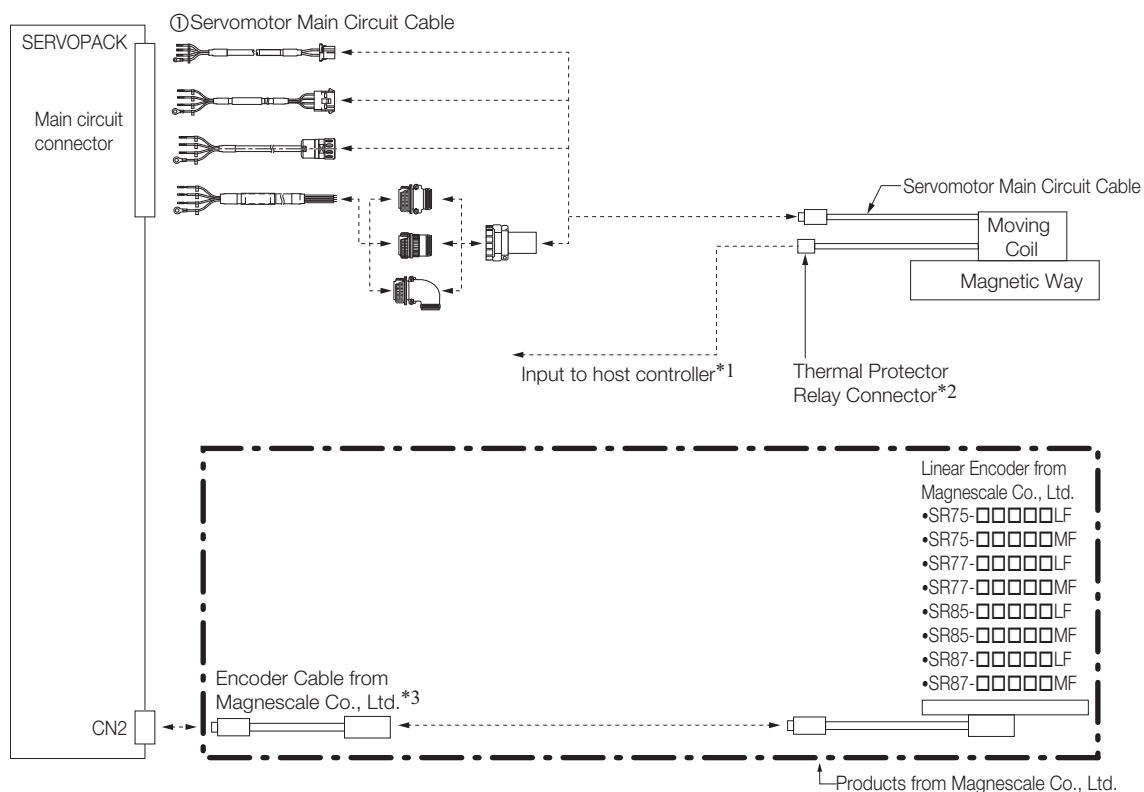 ①Servomotor Main Circuit Cable
SERVOPACK
Main circuit
connector
Servomotor Main Circuit Cable
Moving
Coil
Magnetic Way
Input to host controller*1
Thermal Protector
Relay Connector*2
Linear Encoder from
Magnescale Co., Ltd.
•SR75-□□□□□LF
•SR75-□□□□□MF
•SR77-□□□□□LF
•SR77-□□□□□MF
•SR85-□□□□□LF
•SR85-□□□□□MF
•SR87-□□□□□LF
•SR87-□□□□□MF
Encoder Cable from
Magnescale Co., Ltd.*3
CN2
Products from Magnescale Co., Ltd.